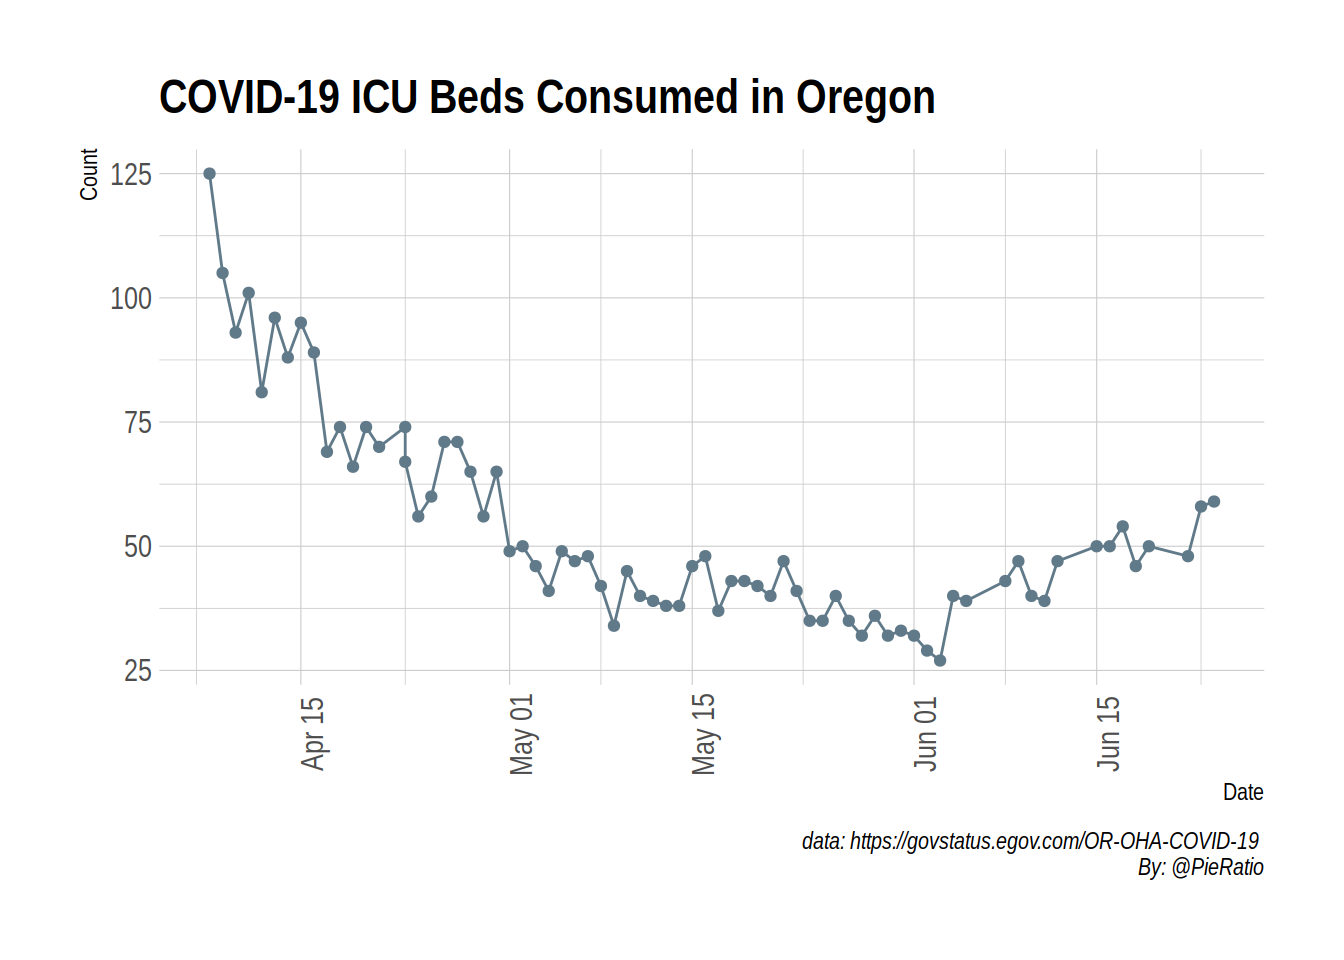 COVID-19 ICU Beds Consumed in Oregon
Count
125
100
75
50
25
Apr 15
May 01
May 15
Jun 01
Jun 15
Date
data: https://govstatus.egov.com/OR-OHA-COVID-19
By: @PieRatio